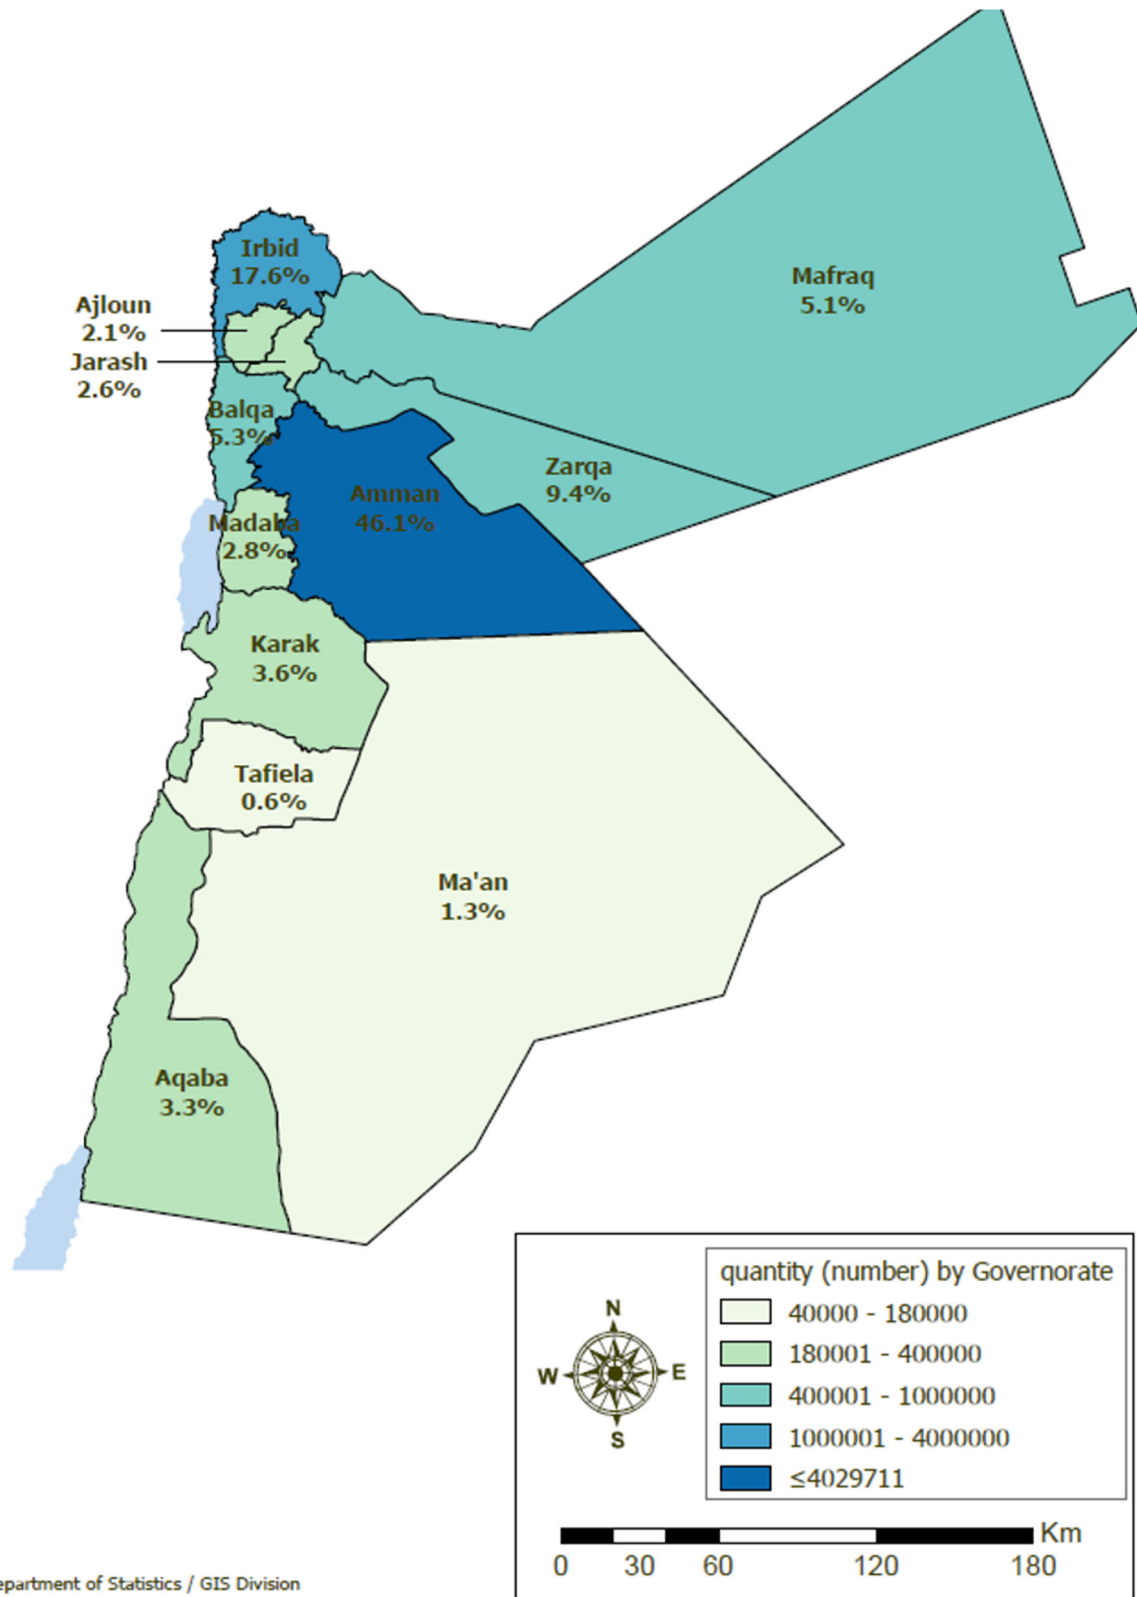 Irbid
17.6%
Mafraq
5.1%
Ajloun
2.1%
Jarash
2.6%
Balqa
5.3%
Zarqa
9.4%
Amman
46.1%
Madaba
2.8%
Karak
3.6%
Tafiela
0.6%
Ma'an
1.3%
Aqaba
3.3%
quantity (number) by Governorate
40000 - 180000
180001 - 400000
400001 - 1000000
1000001 - 4000000
≤4029711
N
W
E
S
Km
0 30 60 120 180
epartment of Statistics / GIS Division